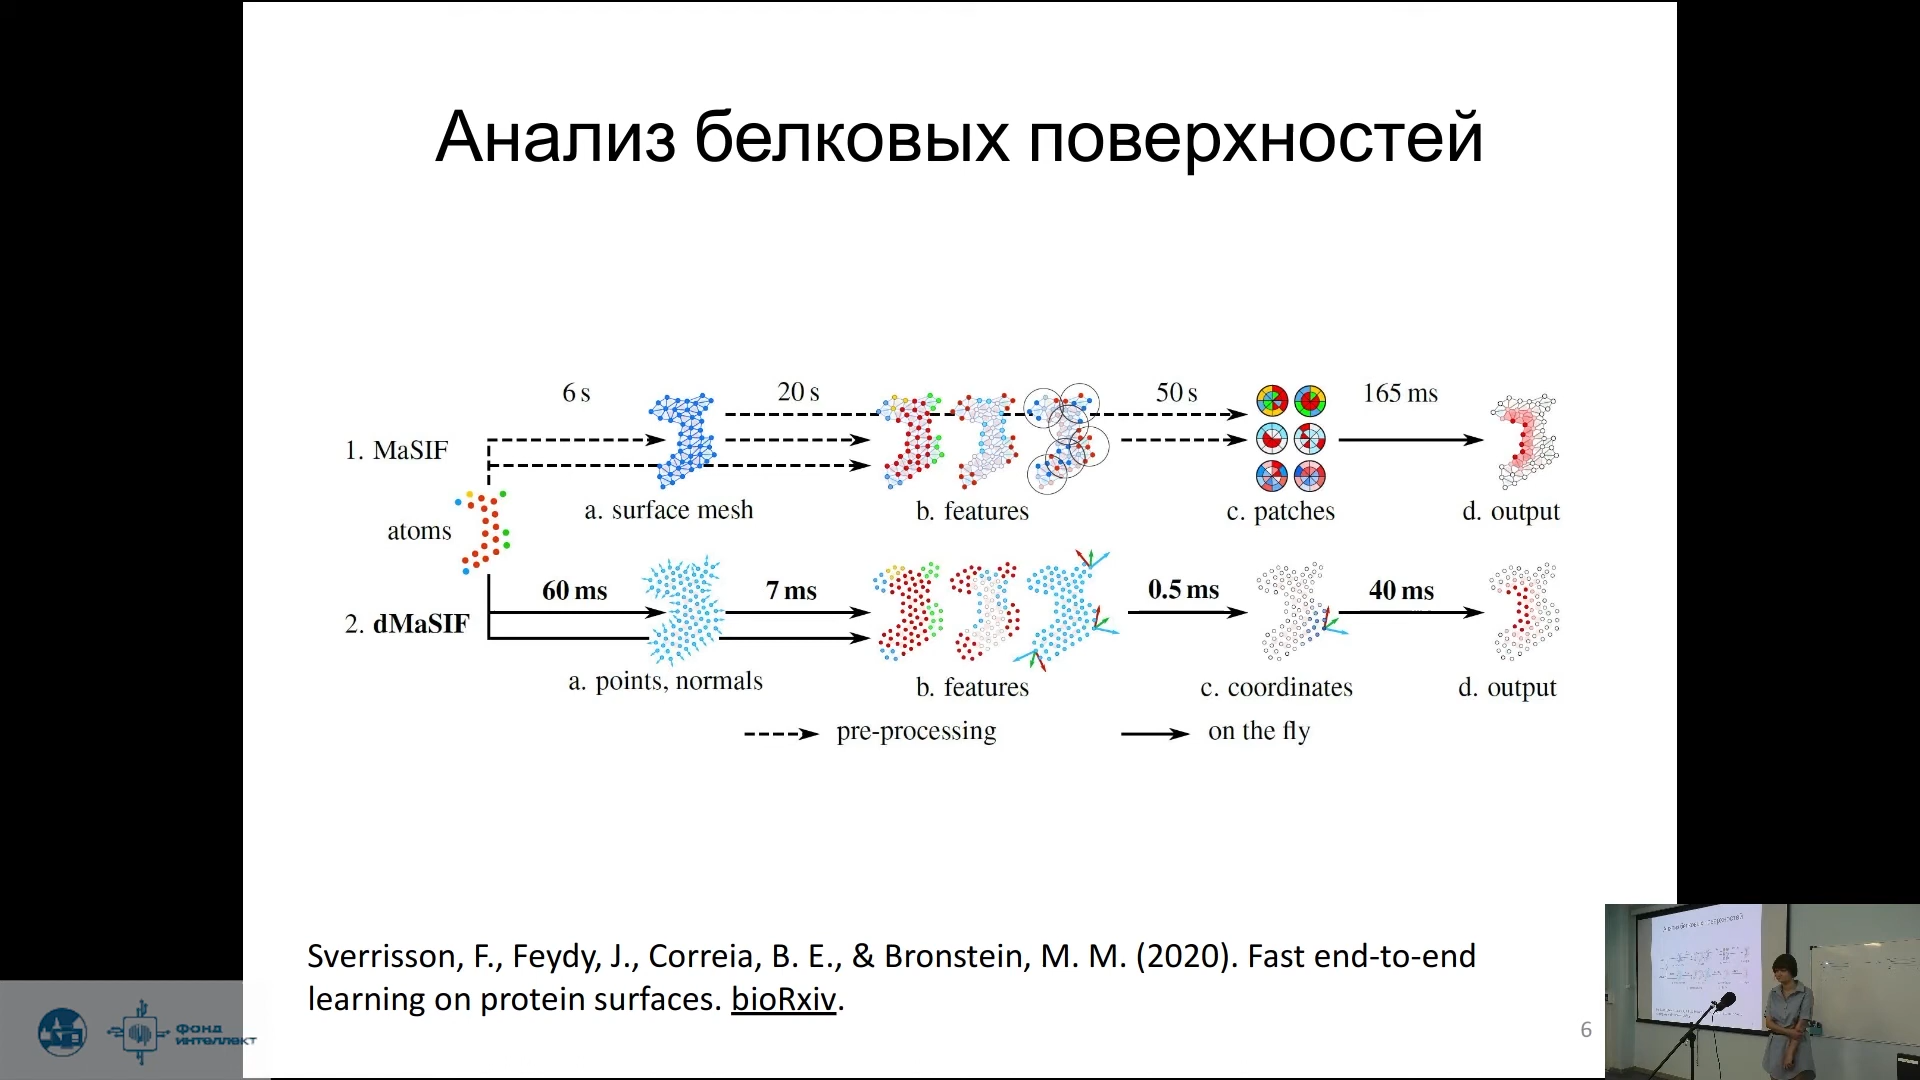 Анализ белковых поверхностей
6 s
20 s
50 s
165 ms
1. MaSIF
a. surface mesh
b. features
c. patches
d. output
atoms
60 ms
7 ms
0.5 ms
40 ms
2. dMaSIF
a. points, normals
b. features
c. coordinates
d. output
pre-processing
on the fly
Sverrisson, F., Feydy, J., Correia, B. E., & Bronstein, M. M. (2020). Fast end-to-end
learning on protein surfaces. bioRxiv.
6
ФОНД
ИНТЕЛЛЕКТ